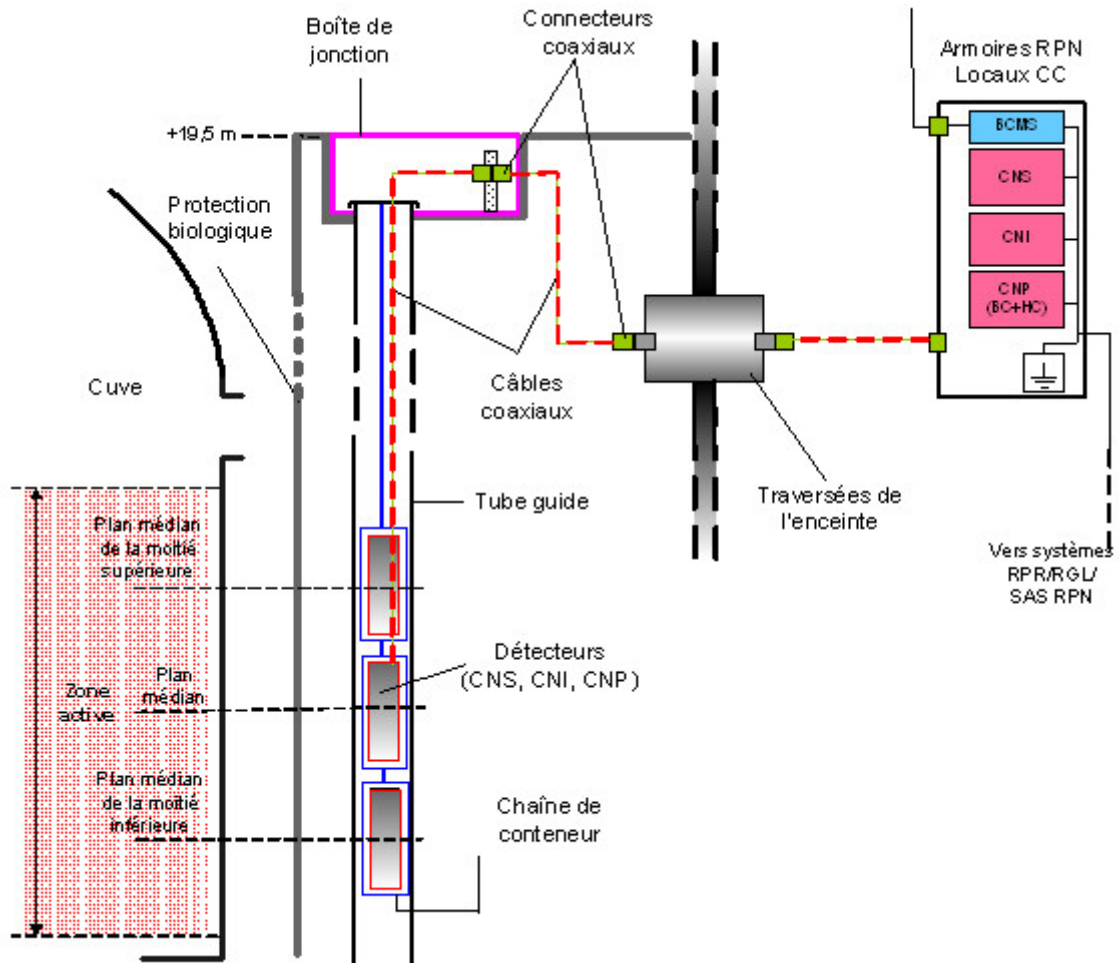 Boîte de
jonction
Connecteurs
coaxiaux
Armoires RPN
Locaux CC
+19,5 m
BCMS
CNS
CNI
CNP
(BC+HC)
Protection
biologique
Cuve
Câbles
coaxiaux
Tube guide
Traversées de
l'enceinte
Vers systèmes
RPR/RGL/
SAS RPN
Plan médian
de la moitié
supérieure
Détecteurs
(CNS, CNI, CNP)
Zone
active
Plan
médian
Plan médian
de la moitié
inférieure
Chaîne de
conteneur